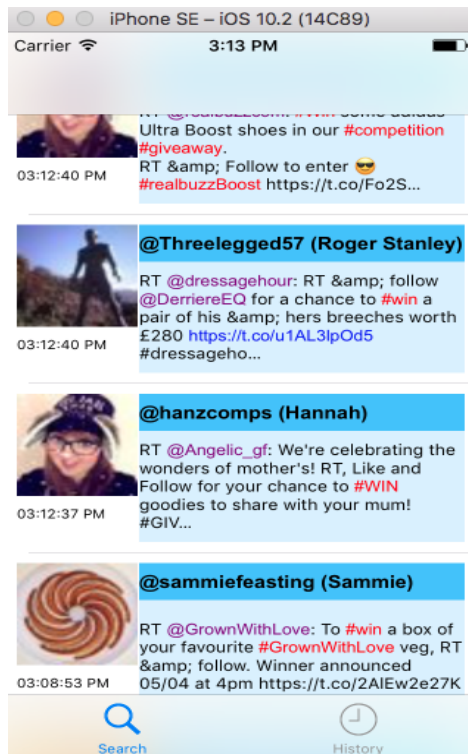 iPhone SE – iOS 10.2 (14C89)
Carrier 3:13 PM
RT @realbuzzcom: #Win some adidas
Ultra Boost shoes in our #competition
#giveaway.
RT &amp; Follow to enter 😎
#realbuzzBoost https://t.co/Fo2S...
03:12:40 PM
@Threelegged57 (Roger Stanley)
RT @dressagehour: RT &amp; follow
@DerriereEQ for a chance to #win a
pair of his &amp; hers breeches worth
£280 https://t.co/u1AL3lpOd5
#dressageho...
03:12:40 PM
@hanzcomps (Hannah)
RT @Angelic_gf: We're celebrating the
wonders of mother's! RT, Like and
Follow for your chance to #WIN
goodies to share with your mum!
#GIV...
03:12:37 PM
@sammiefeasting (Sammie)
RT @GrownWithLove: To #win a box of
your favourite #GrownWithLove veg, RT
&amp; follow. Winner announced
05/04 at 4pm https://t.co/2AlEw2e27K
03:08:53 PM
Search History